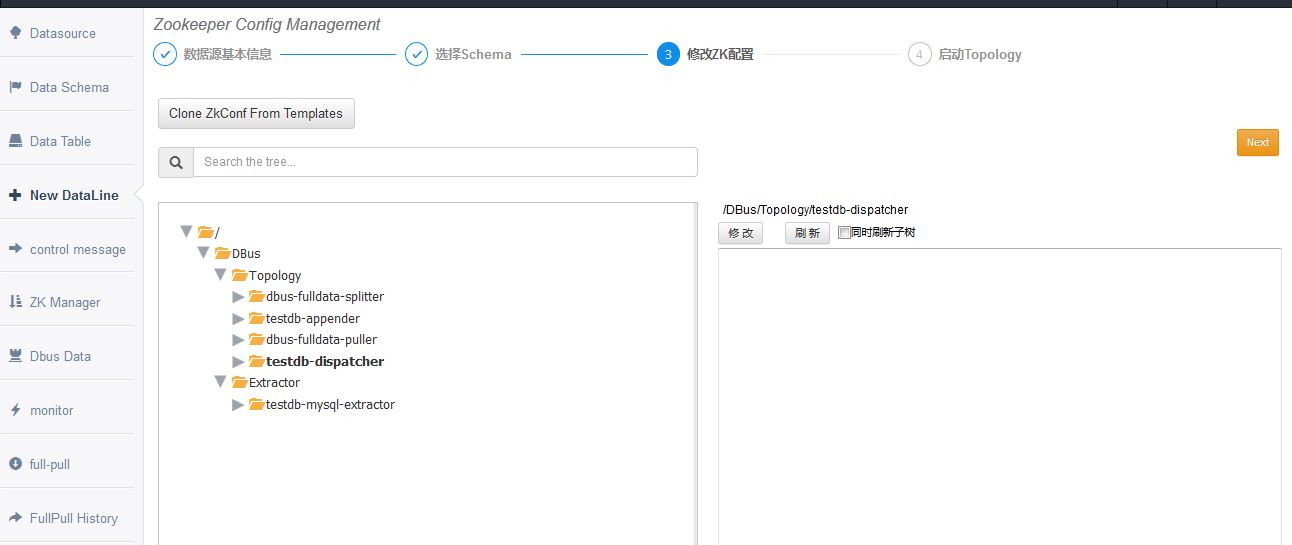 Zookeeper Config Management
数据源基本信息
选择Schema
3 修改ZK配置
4 启动Topology
Datasource
Data Schema
Data Table
New DataLine
control message
ZK Manager
Dbus Data
monitor
full-pull
FullPull History
Clone ZkConf From Templates
Next
Search the tree...
/
DBus
Topology
dbus-fulldata-splitter
testdb-appender
dbus-fulldata-puller
testdb-dispatcher
Extractor
testdb-mysql-extractor
/DBus/Topology/testdb-dispatcher
修 改 刷 新 同时刷新子树